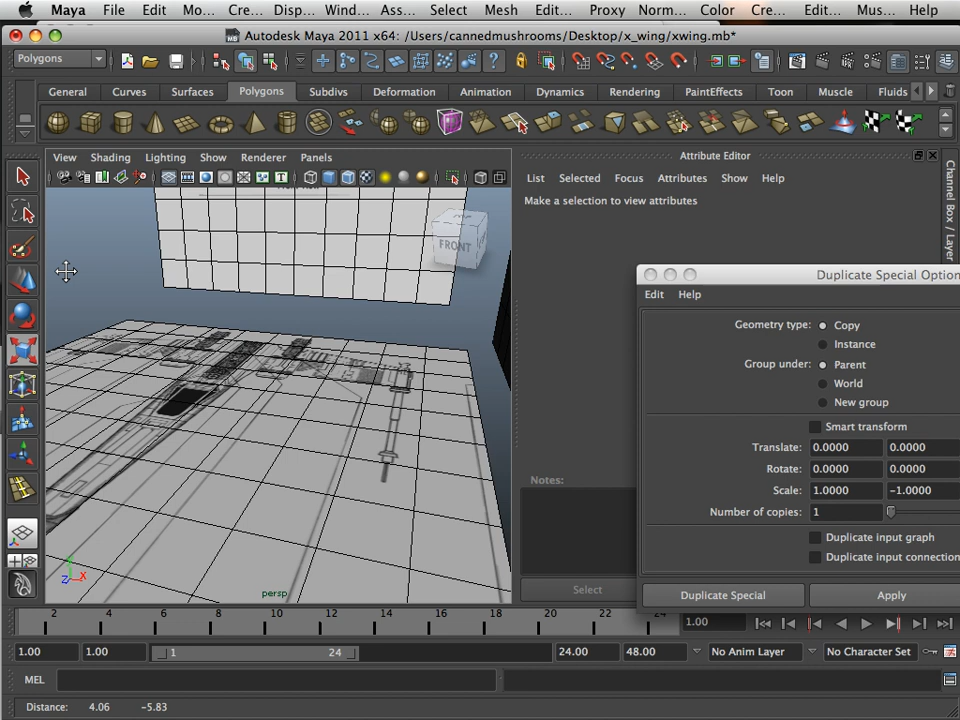 Maya File Edit Mo... Cre... Disp... Wind... Ass... Select Mesh Edit... Proxy Norm... Color Cre... Edit... Mus... Help
Autodesk Maya 2011 x64: /Users/cannedmushrooms/Desktop/x_wing/xwing.mb*
Polygons
General Curves Surfaces Polygons Subdivs Deformation Animation Dynamics Rendering PaintEffects Toon Muscle Fluids
View Shading Lighting Show Renderer Panels
Attribute Editor
List Selected Focus Attributes Show Help
Make a selection to view attributes
Channel Box / Layer
FRONT
Duplicate Special Option
Edit Help
Geometry type: Copy
Instance
Group under: Parent
World
New group
Smart transform
Translate: 0.0000 0.0000
Rotate: 0.0000 0.0000
Scale: 1.0000 -1.0000
Number of copies: 1
Duplicate input graph
Duplicate input connection
Notes:
Select
Duplicate Special Apply
Z X
persp
2 4 6 8 10 12 14 16 18 20 22 24
1.00
1.00 1.00 1 24 24.00 48.00 No Anim Layer No Character Set
MEL
Distance: 4.06 -5.83